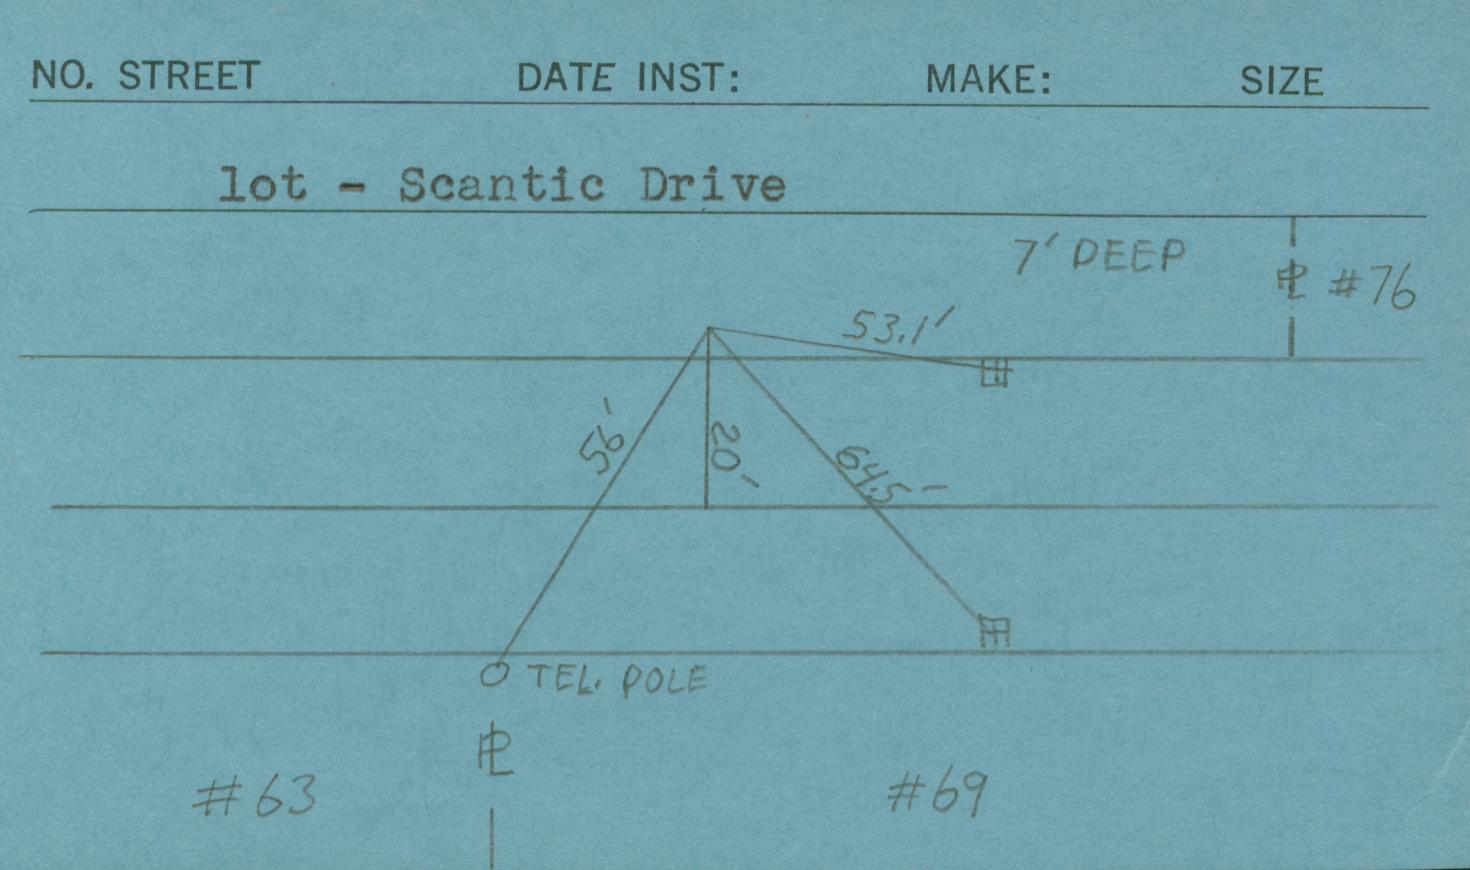 NO. STREET DATE INST: MAKE: SIZE
lot - Scantic Drive
7' DEEP
℄ #76
53.1'
56'
20'
64.5'
TEL. POLE
℄
#63 #69